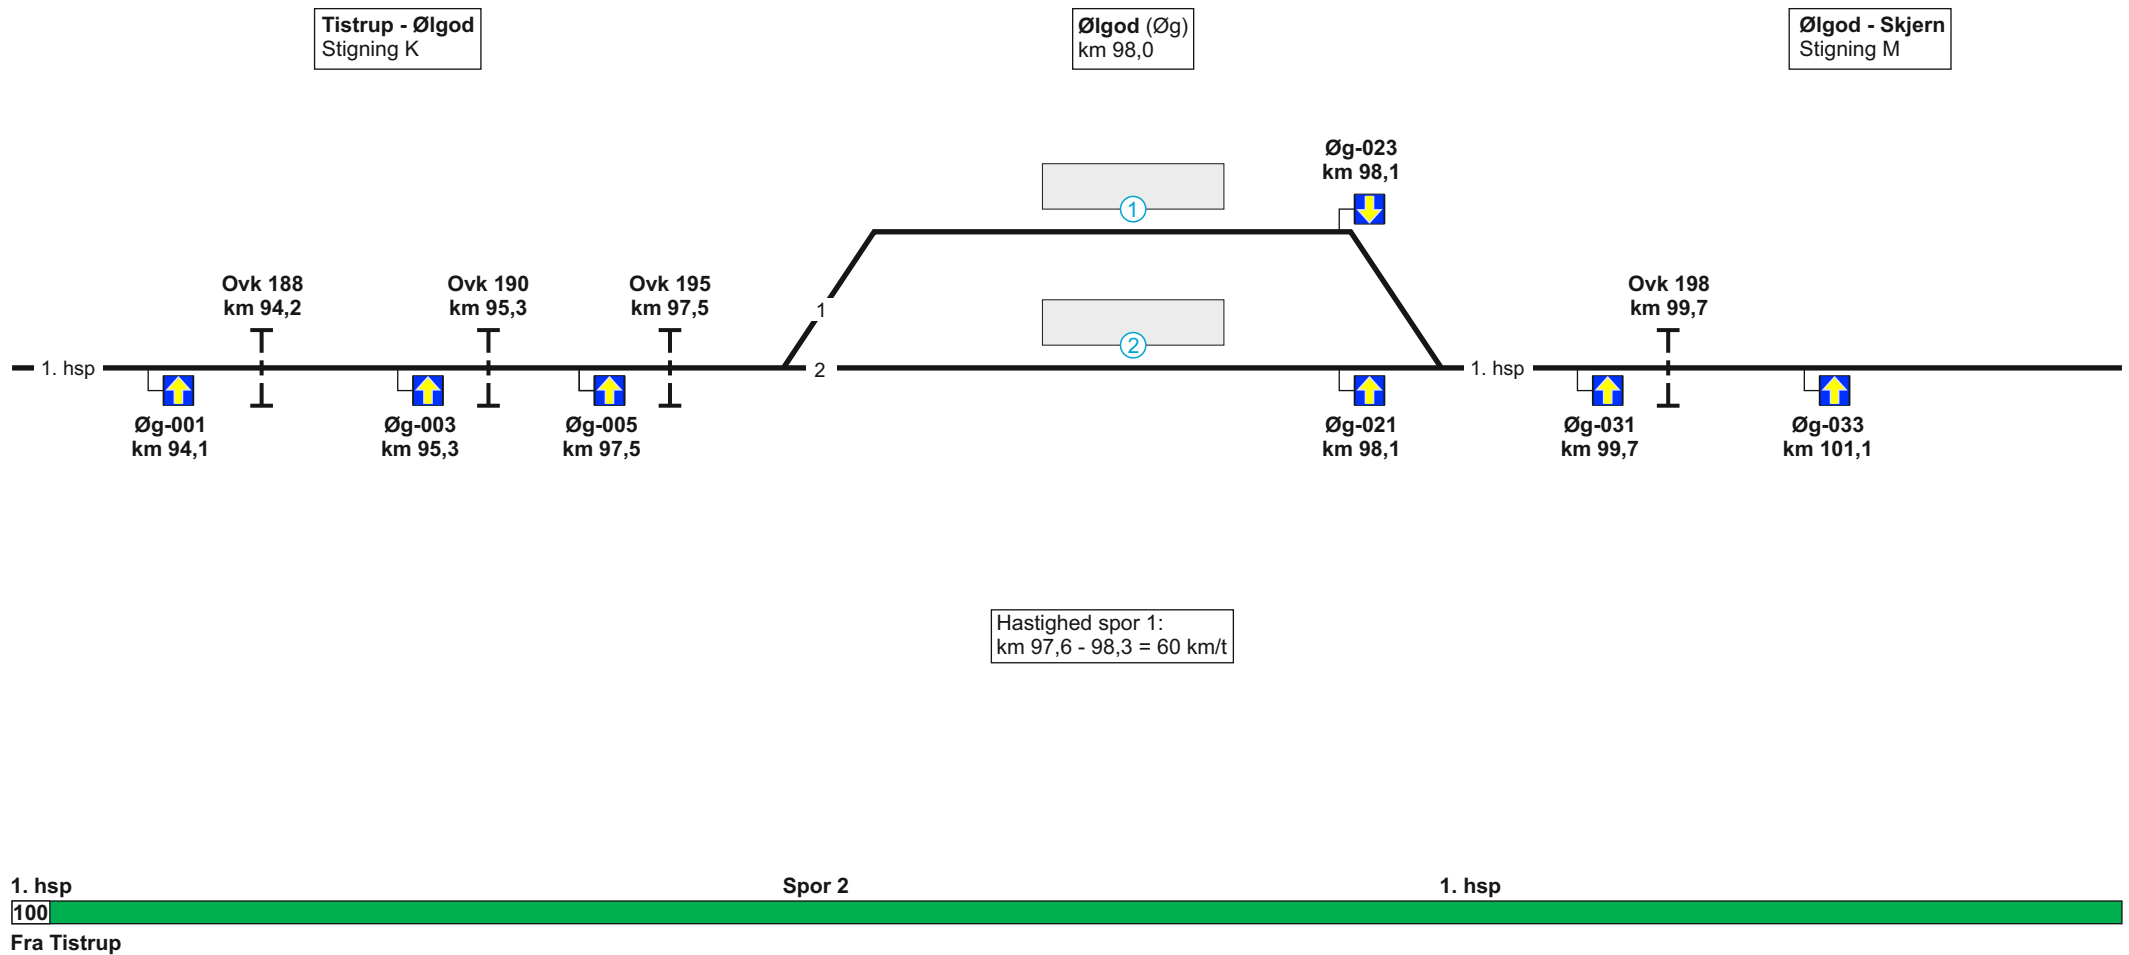 Tistrup - Ølgod
Stigning K
Ølgod (Øg)
km 98,0
Ølgod - Skjern
Stigning M
Øg-023
km 98,1
1
Ovk 188
km 94,2
Ovk 190
km 95,3
Ovk 195
km 97,5
1
Ovk 198
km 99,7
2
1. hsp
2
1. hsp
Øg-001
km 94,1
Øg-003
km 95,3
Øg-005
km 97,5
Øg-021
km 98,1
Øg-031
km 99,7
Øg-033
km 101,1
Hastighed spor 1:
km 97,6 - 98,3 = 60 km/t
1. hsp
Spor 2
1. hsp
100
Fra Tistrup